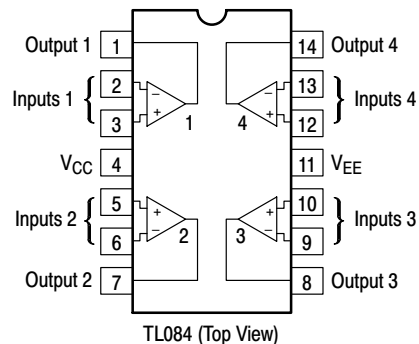 Output 1 1 14 Output 4
Inputs 1 { 2 − − 13 } Inputs 4
3 + 1 4 + 12
VCC 4 11 VEE
Inputs 2 { 5 + + 10 } Inputs 3
6 − 2 3 − 9
Output 2 7 8 Output 3
TL084 (Top View)